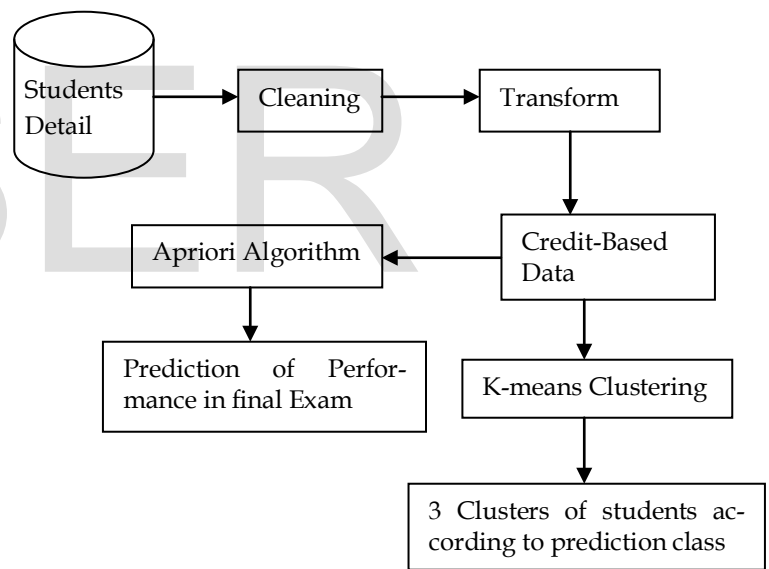 Students
Detail
Cleaning
Transform
Credit-Based
Data
Apriori Algorithm
Prediction of Perfor-
mance in final Exam
K-means Clustering
3 Clusters of students ac-
cording to prediction class
SER